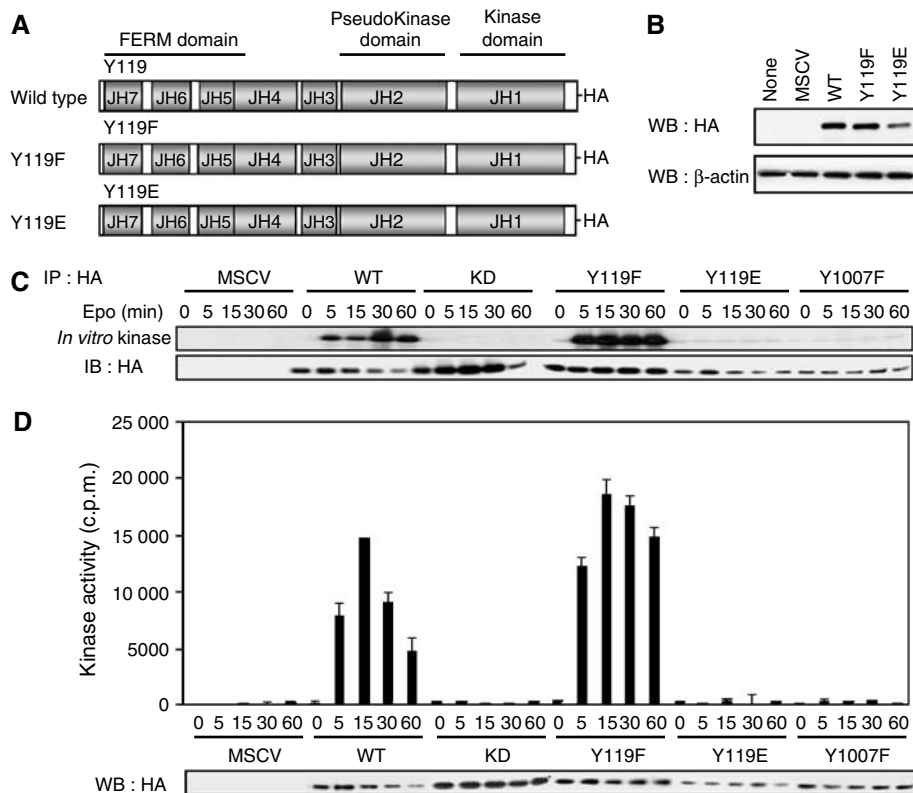 A
FERM domain
PseudoKinase domain
Kinase domain
Y119
Wild type
JH7 JH6 JH5 JH4 JH3 JH2 JH1
HA
Y119F
Y119F
JH7 JH6 JH5 JH4 JH3 JH2 JH1
HA
Y119E
Y119E
JH7 JH6 JH5 JH4 JH3 JH2 JH1
HA
B
None MSCV WT Y119F Y119E
WB : HA
WB : β-actin
C
IP : HA MSCV WT KD Y119F Y119E Y1007F
Epo (min) 0 5 15 30 60 0 5 15 30 60 0 5 15 30 60 0 5 15 30 60 0 5 15 30 60 0 5 15 30 60
In vitro kinase
IB : HA
D
Kinase activity (c.p.m.)
25 000
20 000
15 000
10 000
5000
0
0 5 15 30 60 0 5 15 30 60 0 5 15 30 60 0 5 15 30 60 0 5 15 30 60 0 5 15 30 60
MSCV WT KD Y119F Y119E Y1007F
WB : HA